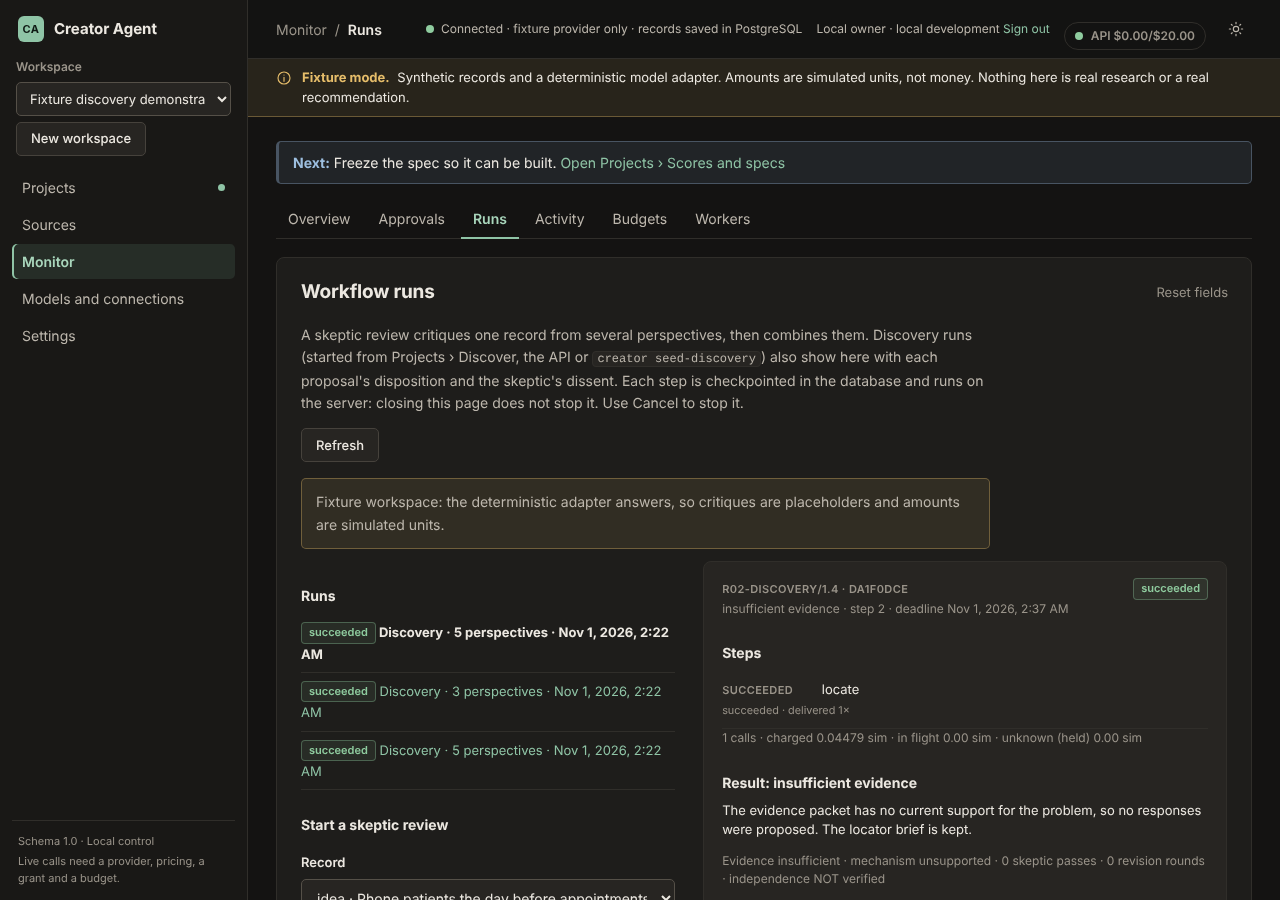 CA Creator Agent
Workspace
Fixture discovery demonstra
New workspace
Projects
Sources
Monitor
Models and connections
Settings
Schema 1.0 · Local control
Live calls need a provider, pricing, a
grant and a budget.
Monitor / Runs
Connected · fixture provider only · records saved in PostgreSQL
Local owner · local development Sign out
API $0.00/$20.00
Fixture mode. Synthetic records and a deterministic model adapter. Amounts are simulated units, not money. Nothing here is real research or a real
recommendation.
Next: Freeze the spec so it can be built. Open Projects › Scores and specs
Overview Approvals Runs Activity Budgets Workers
Workflow runs
Reset fields
A skeptic review critiques one record from several perspectives, then combines them. Discovery runs
(started from Projects › Discover, the API or creator seed-discovery) also show here with each
proposal's disposition and the skeptic's dissent. Each step is checkpointed in the database and runs on
the server: closing this page does not stop it. Use Cancel to stop it.
Refresh
Fixture workspace: the deterministic adapter answers, so critiques are placeholders and amounts
are simulated units.
Runs
succeeded Discovery · 5 perspectives · Nov 1, 2026, 2:22
AM
succeeded Discovery · 3 perspectives · Nov 1, 2026, 2:22
AM
succeeded Discovery · 5 perspectives · Nov 1, 2026, 2:22
AM
Start a skeptic review
Record
idea · Phone patients the day before appointments
R02-DISCOVERY/1.4 · DA1F0DCE
succeeded
insufficient evidence · step 2 · deadline Nov 1, 2026, 2:37 AM
Steps
SUCCEEDED locate
succeeded · delivered 1×
1 calls · charged 0.04479 sim · in flight 0.00 sim · unknown (held) 0.00 sim
Result: insufficient evidence
The evidence packet has no current support for the problem, so no responses
were proposed. The locator brief is kept.
Evidence insufficient · mechanism unsupported · 0 skeptic passes · 0 revision rounds
· independence NOT verified